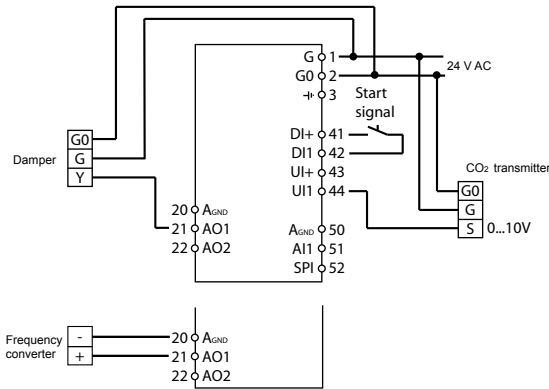 G 1
G0 2
24 V AC
3
Start
signal
DI+ 41
DI1 42
UI+ 43
UI1 44
Damper
G0
G
Y
CO2 transmitter
G0
G
S 0...10V
20 AGND
21 AO1
22 AO2
AGND 50
AI1 51
SPI 52
Frequency
converter
-
+
20 AGND
21 AO1
22 AO2